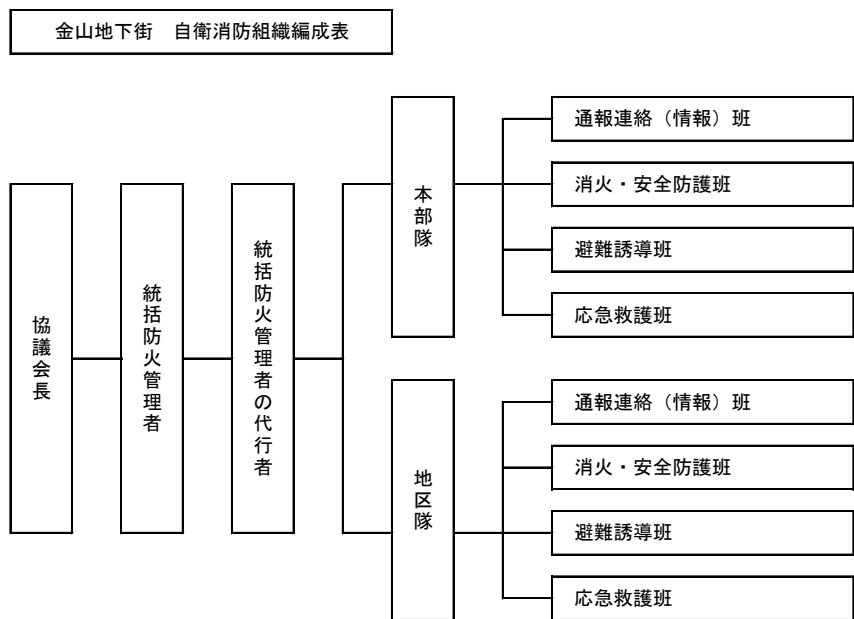 金山地下街　自衛消防組織編成表
協議会長
統括防火管理者
統括防火管理者の代行者
本部隊
通報連絡（情報）班
消火・安全防護班
避難誘導班
応急救護班
地区隊
通報連絡（情報）班
消火・安全防護班
避難誘導班
応急救護班